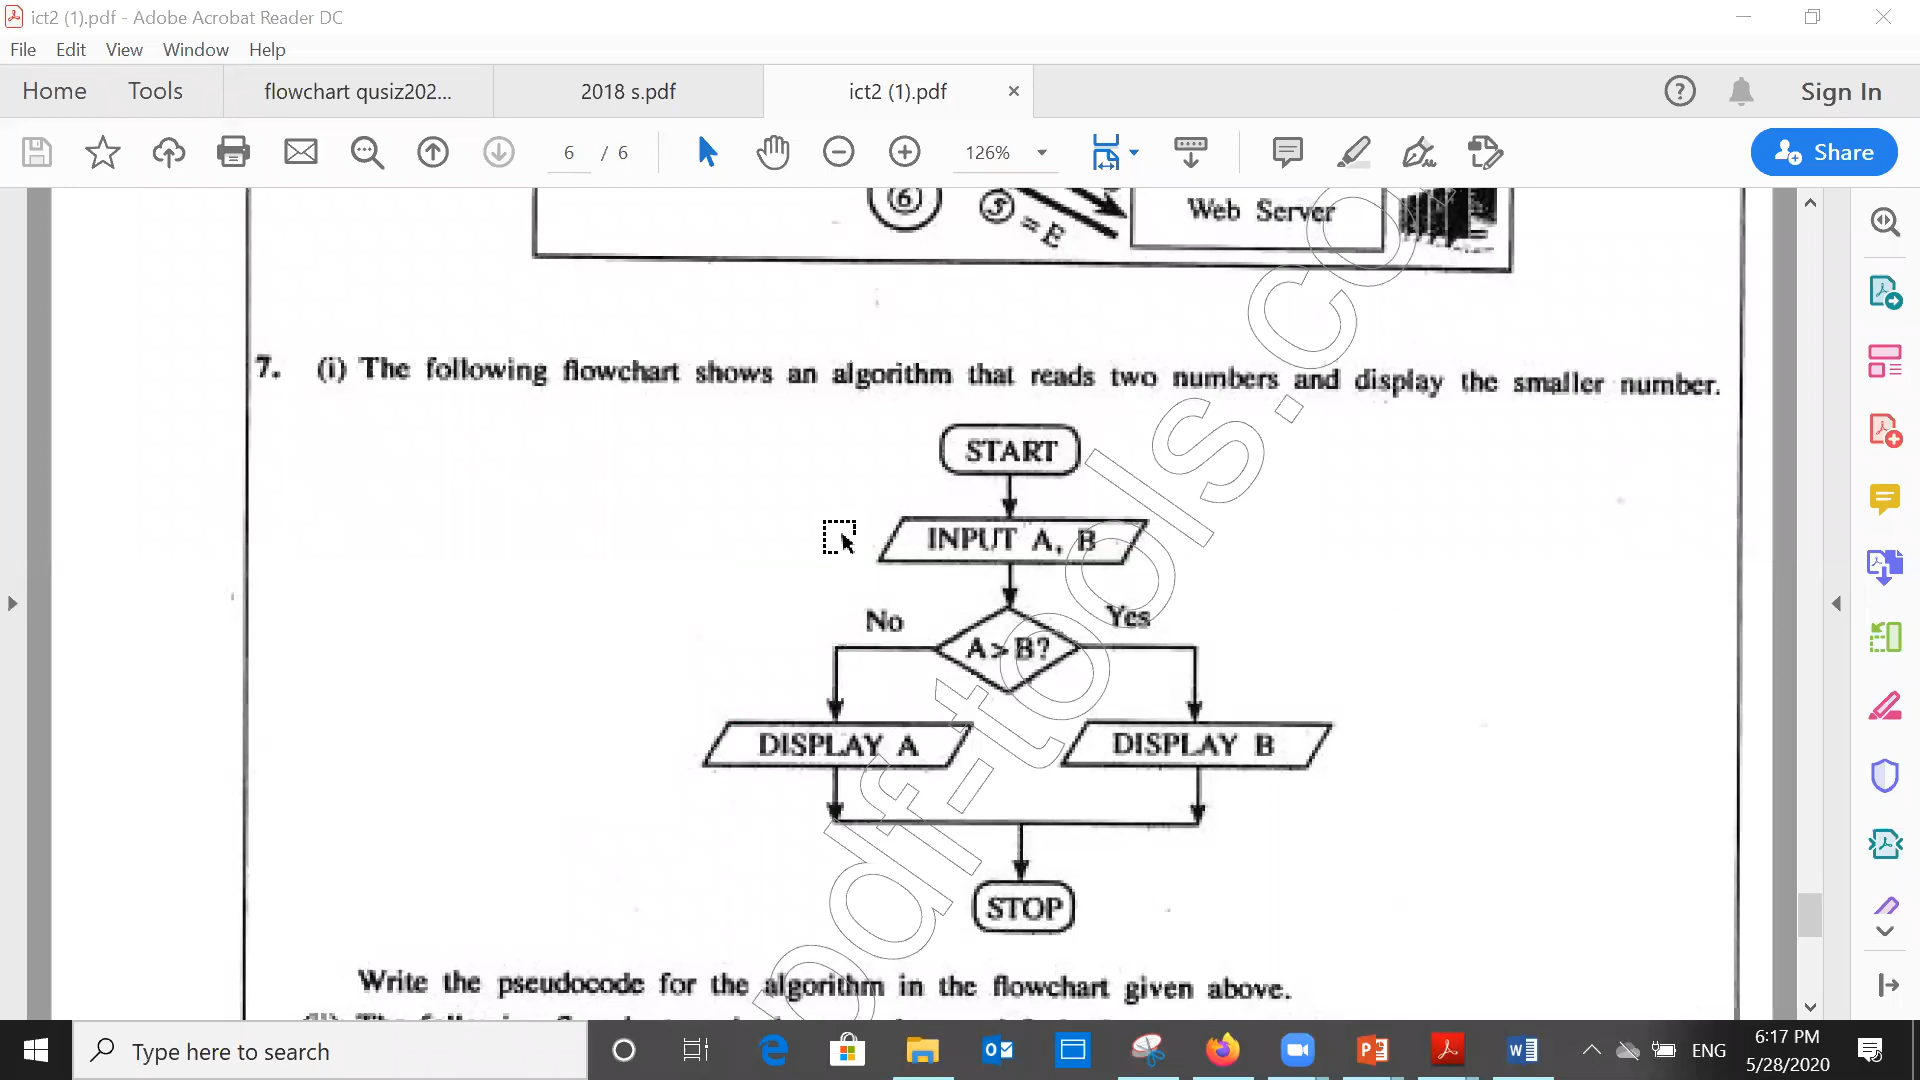 ict2 (1).pdf - Adobe Acrobat Reader DC
File Edit View Window Help
Home Tools flowchart qusiz202... 2018 s.pdf ict2 (1).pdf × Sign In
6 / 6 126% Share
6 5 = E Web Server
7. (i) The following flowchart shows an algorithm that reads two numbers and display the smaller number.
START
INPUT A, B
No Yes
A > B?
DISPLAY A DISPLAY B
STOP
Write the pseudocode for the algorithm in the flowchart given above.
pdf-tools.co
Type here to search
ENG
6:17 PM
5/28/2020